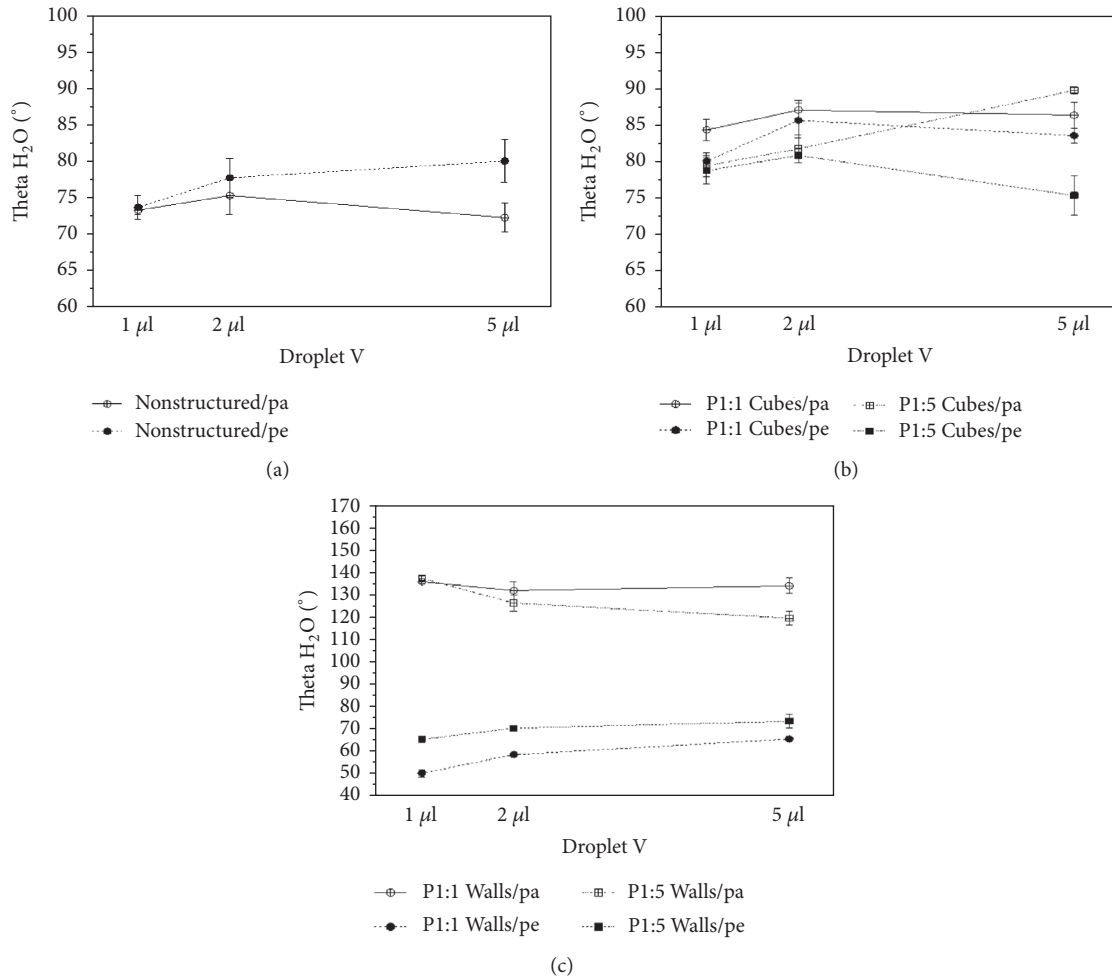 100
95
90
85
80
75
70
65
60
Theta H₂O (°)
1 μl 2 μl 5 μl
Droplet V
Nonstructured/pa
Nonstructured/pe
(a)
100
95
90
85
80
75
70
65
60
Theta H₂O (°)
1 μl 2 μl 5 μl
Droplet V
P1:1 Cubes/pa P1:5 Cubes/pa
P1:1 Cubes/pe P1:5 Cubes/pe
(b)
170
160
150
140
130
120
110
100
90
80
70
60
50
40
Theta H₂O (°)
1 μl 2 μl 5 μl
Droplet V
P1:1 Walls/pa P1:5 Walls/pa
P1:1 Walls/pe P1:5 Walls/pe
(c)